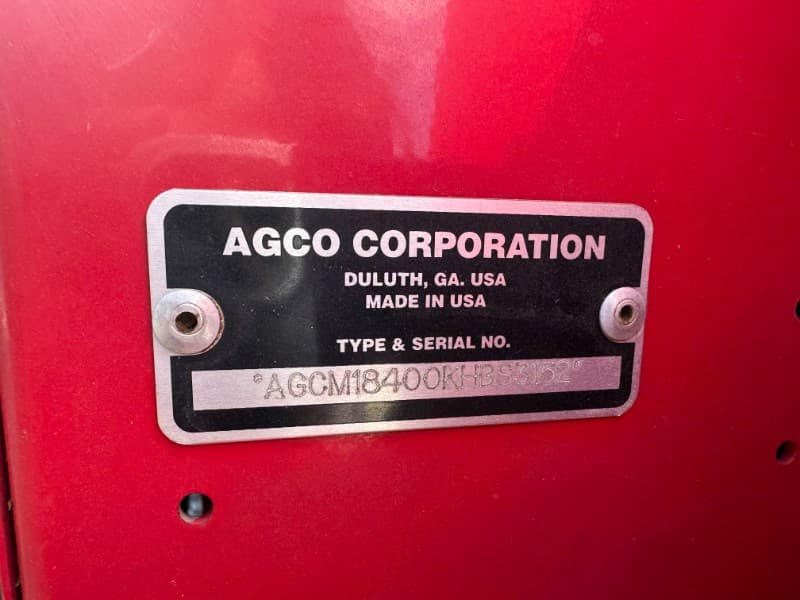 AGCO CORPORATION
DULUTH, GA. USA
MADE IN USA
TYPE & SERIAL NO.